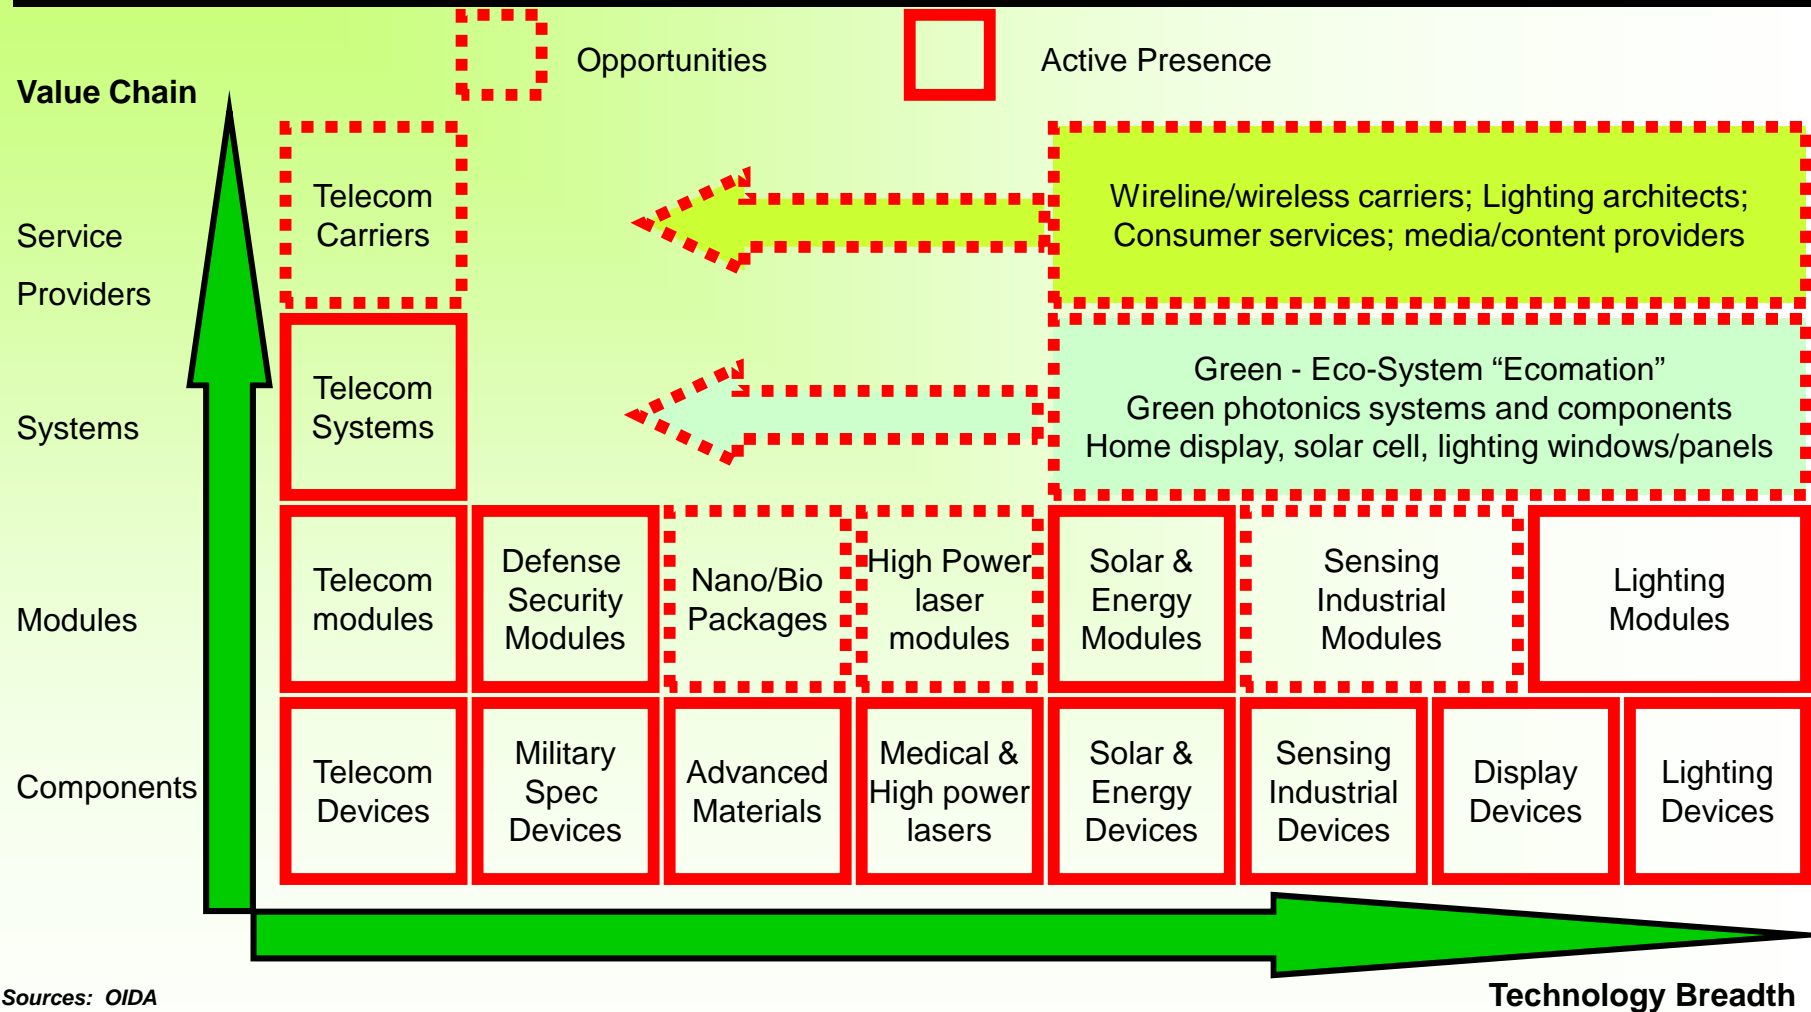 Opportunities
Active Presence
Value Chain
Service
Providers
Telecom
Carriers
Wireline/wireless carriers; Lighting architects;
Consumer services; media/content providers
Systems
Telecom
Systems
Green - Eco-System “Ecomation”
Green photonics systems and components
Home display, solar cell, lighting windows/panels
Modules
Telecom
modules
Defense
Security
Modules
Nano/Bio
Packages
High Power
laser
modules
Solar &
Energy
Modules
Sensing
Industrial
Modules
Lighting
Modules
Components
Telecom
Devices
Military
Spec
Devices
Advanced
Materials
Medical &
High power
lasers
Solar &
Energy
Devices
Sensing
Industrial
Devices
Display
Devices
Lighting
Devices
Sources: OIDA
Technology Breadth